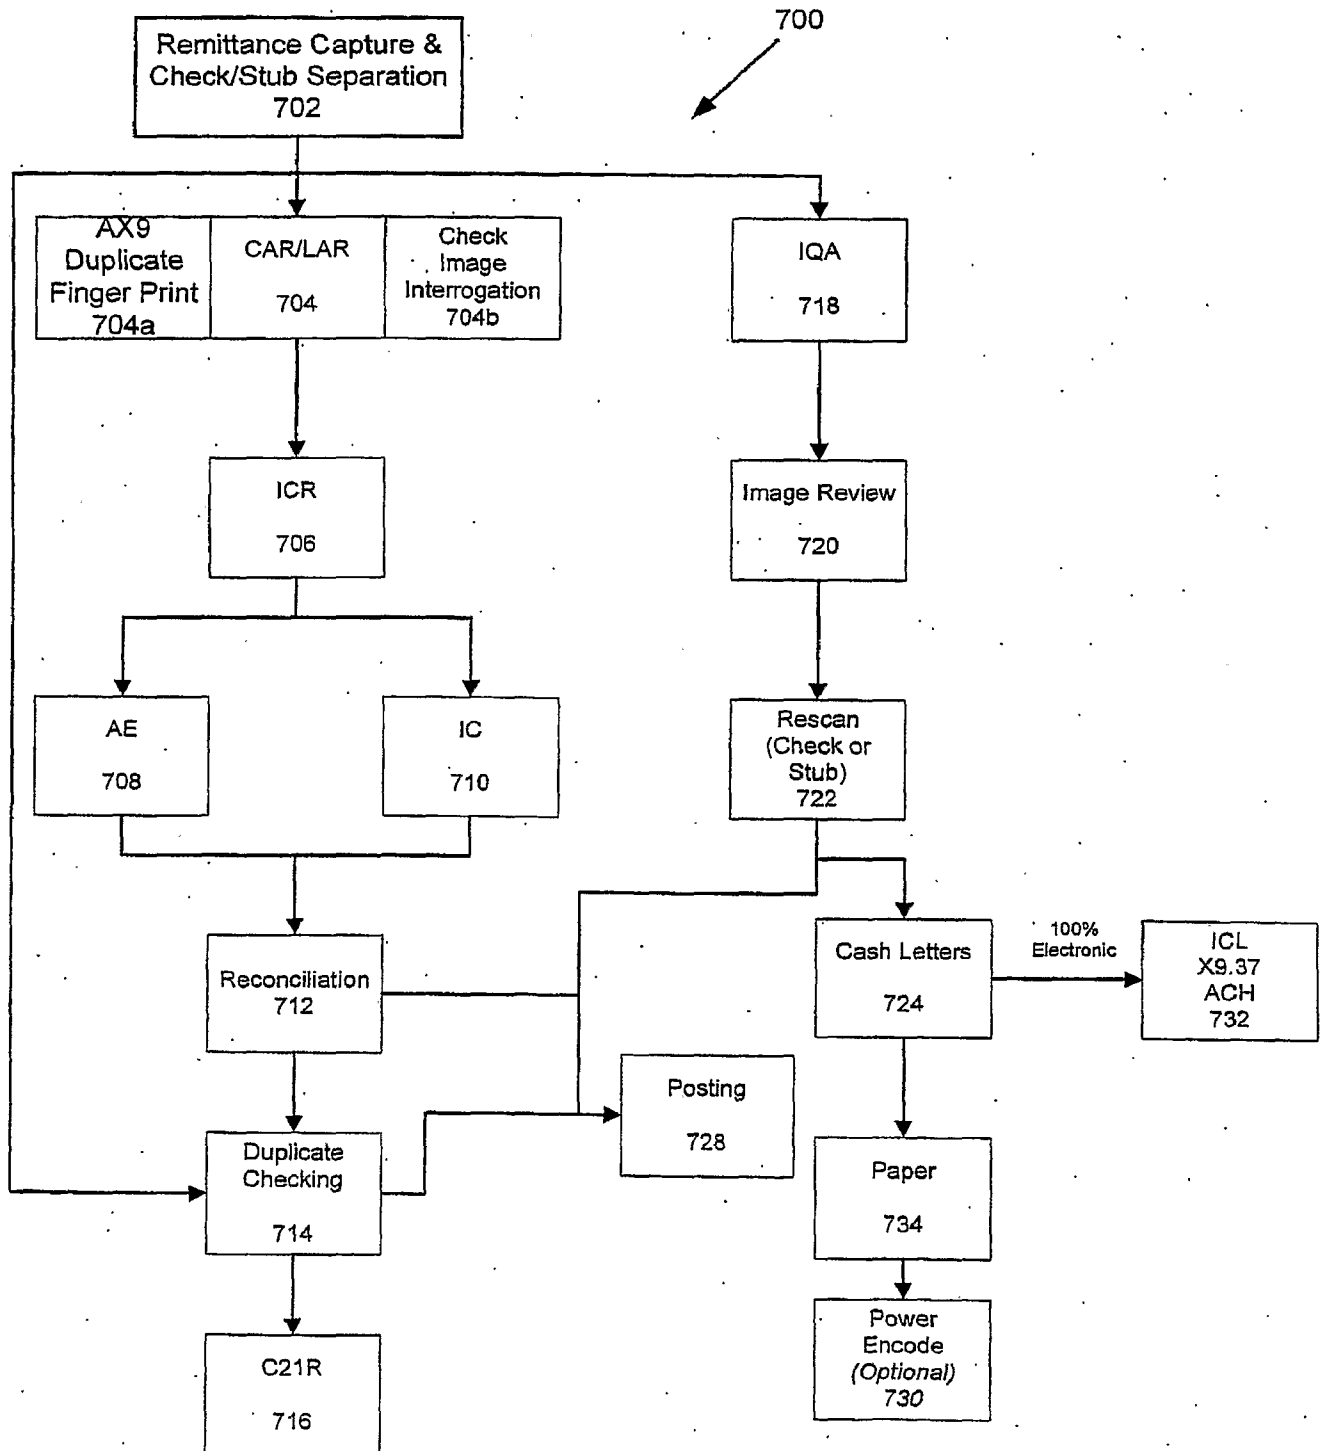 700
Remittance Capture &
Check/Stub Separation
702
AX9
Duplicate
Finger Print
704a
CAR/LAR
704
Check
Image
Interrogation
704b
IQA
718
ICR
706
Image Review
720
AE
708
IC
710
Rescan
(Check or
Stub)
722
Reconciliation
712
Cash Letters
724
100%
Electronic
ICL
X9.37
ACH
732
Posting
728
Duplicate
Checking
714
Paper
734
C21R
716
Power
Encode
(Optional)
730